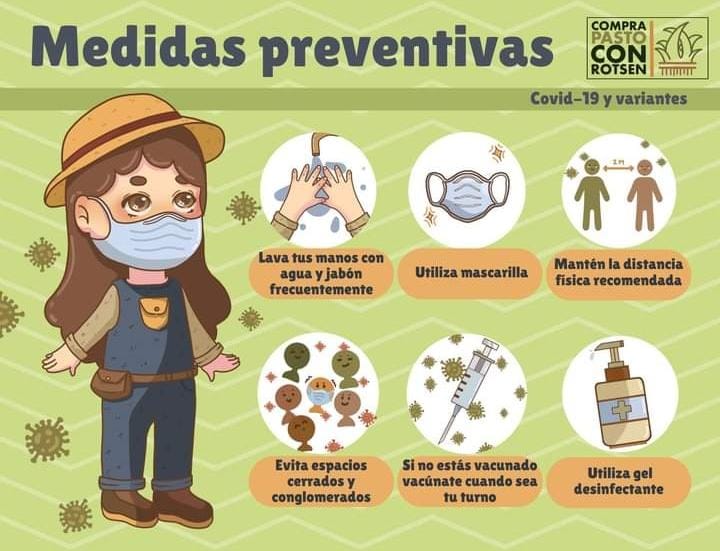 Medidas preventivas
COMPRA
PASTO
CON
ROTSEN
Covid-19 y variantes
2 M
Lava tus manos con
agua y jabón
frecuentemente
Utiliza mascarilla
Mantén la distancia
física recomendada
Evita espacios
cerrados y
conglomerados
Si no estás vacunado
vacúnate cuando sea
tu turno
Utiliza gel
desinfectante